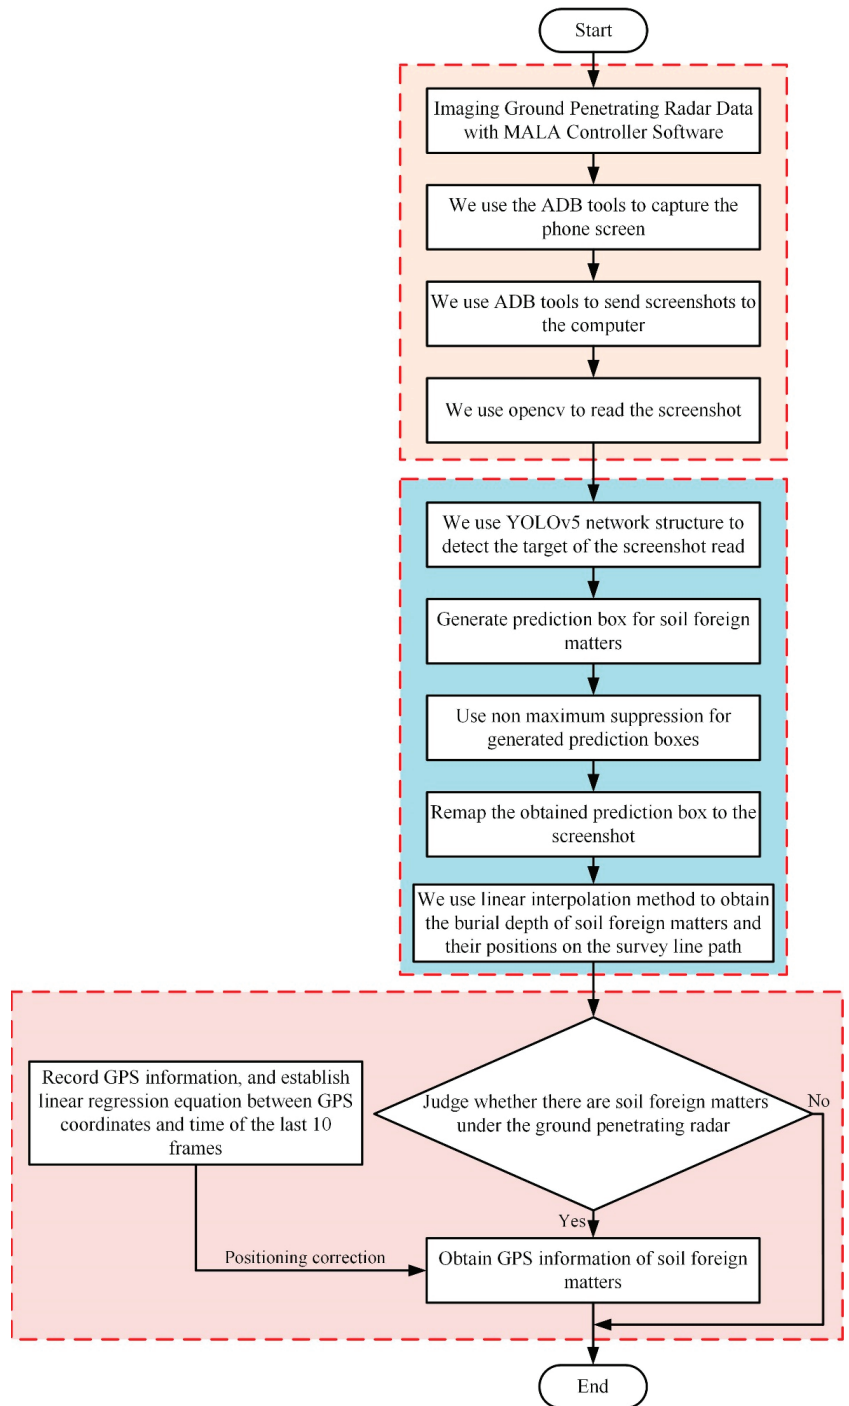 Start
Imaging Ground Penetrating Radar Data
with MALA Controller Software
We use the ADB tools to capture the
phone screen
We use ADB tools to send screenshots to
the computer
We use opencv to read the screenshot
We use YOLOv5 network structure to
detect the target of the screenshot read
Generate prediction box for soil foreign
matters
Use non maximum suppression for
generated prediction boxes
Remap the obtained prediction box to the
screenshot
We use linear interpolation method to obtain
the burial depth of soil foreign matters and
their positions on the survey line path
Record GPS information, and establish
linear regression equation between GPS
coordinates and time of the last 10
frames
Judge whether there are soil foreign matters
under the ground penetrating radar
No
Yes
Positioning correction
Obtain GPS information of soil foreign
matters
End